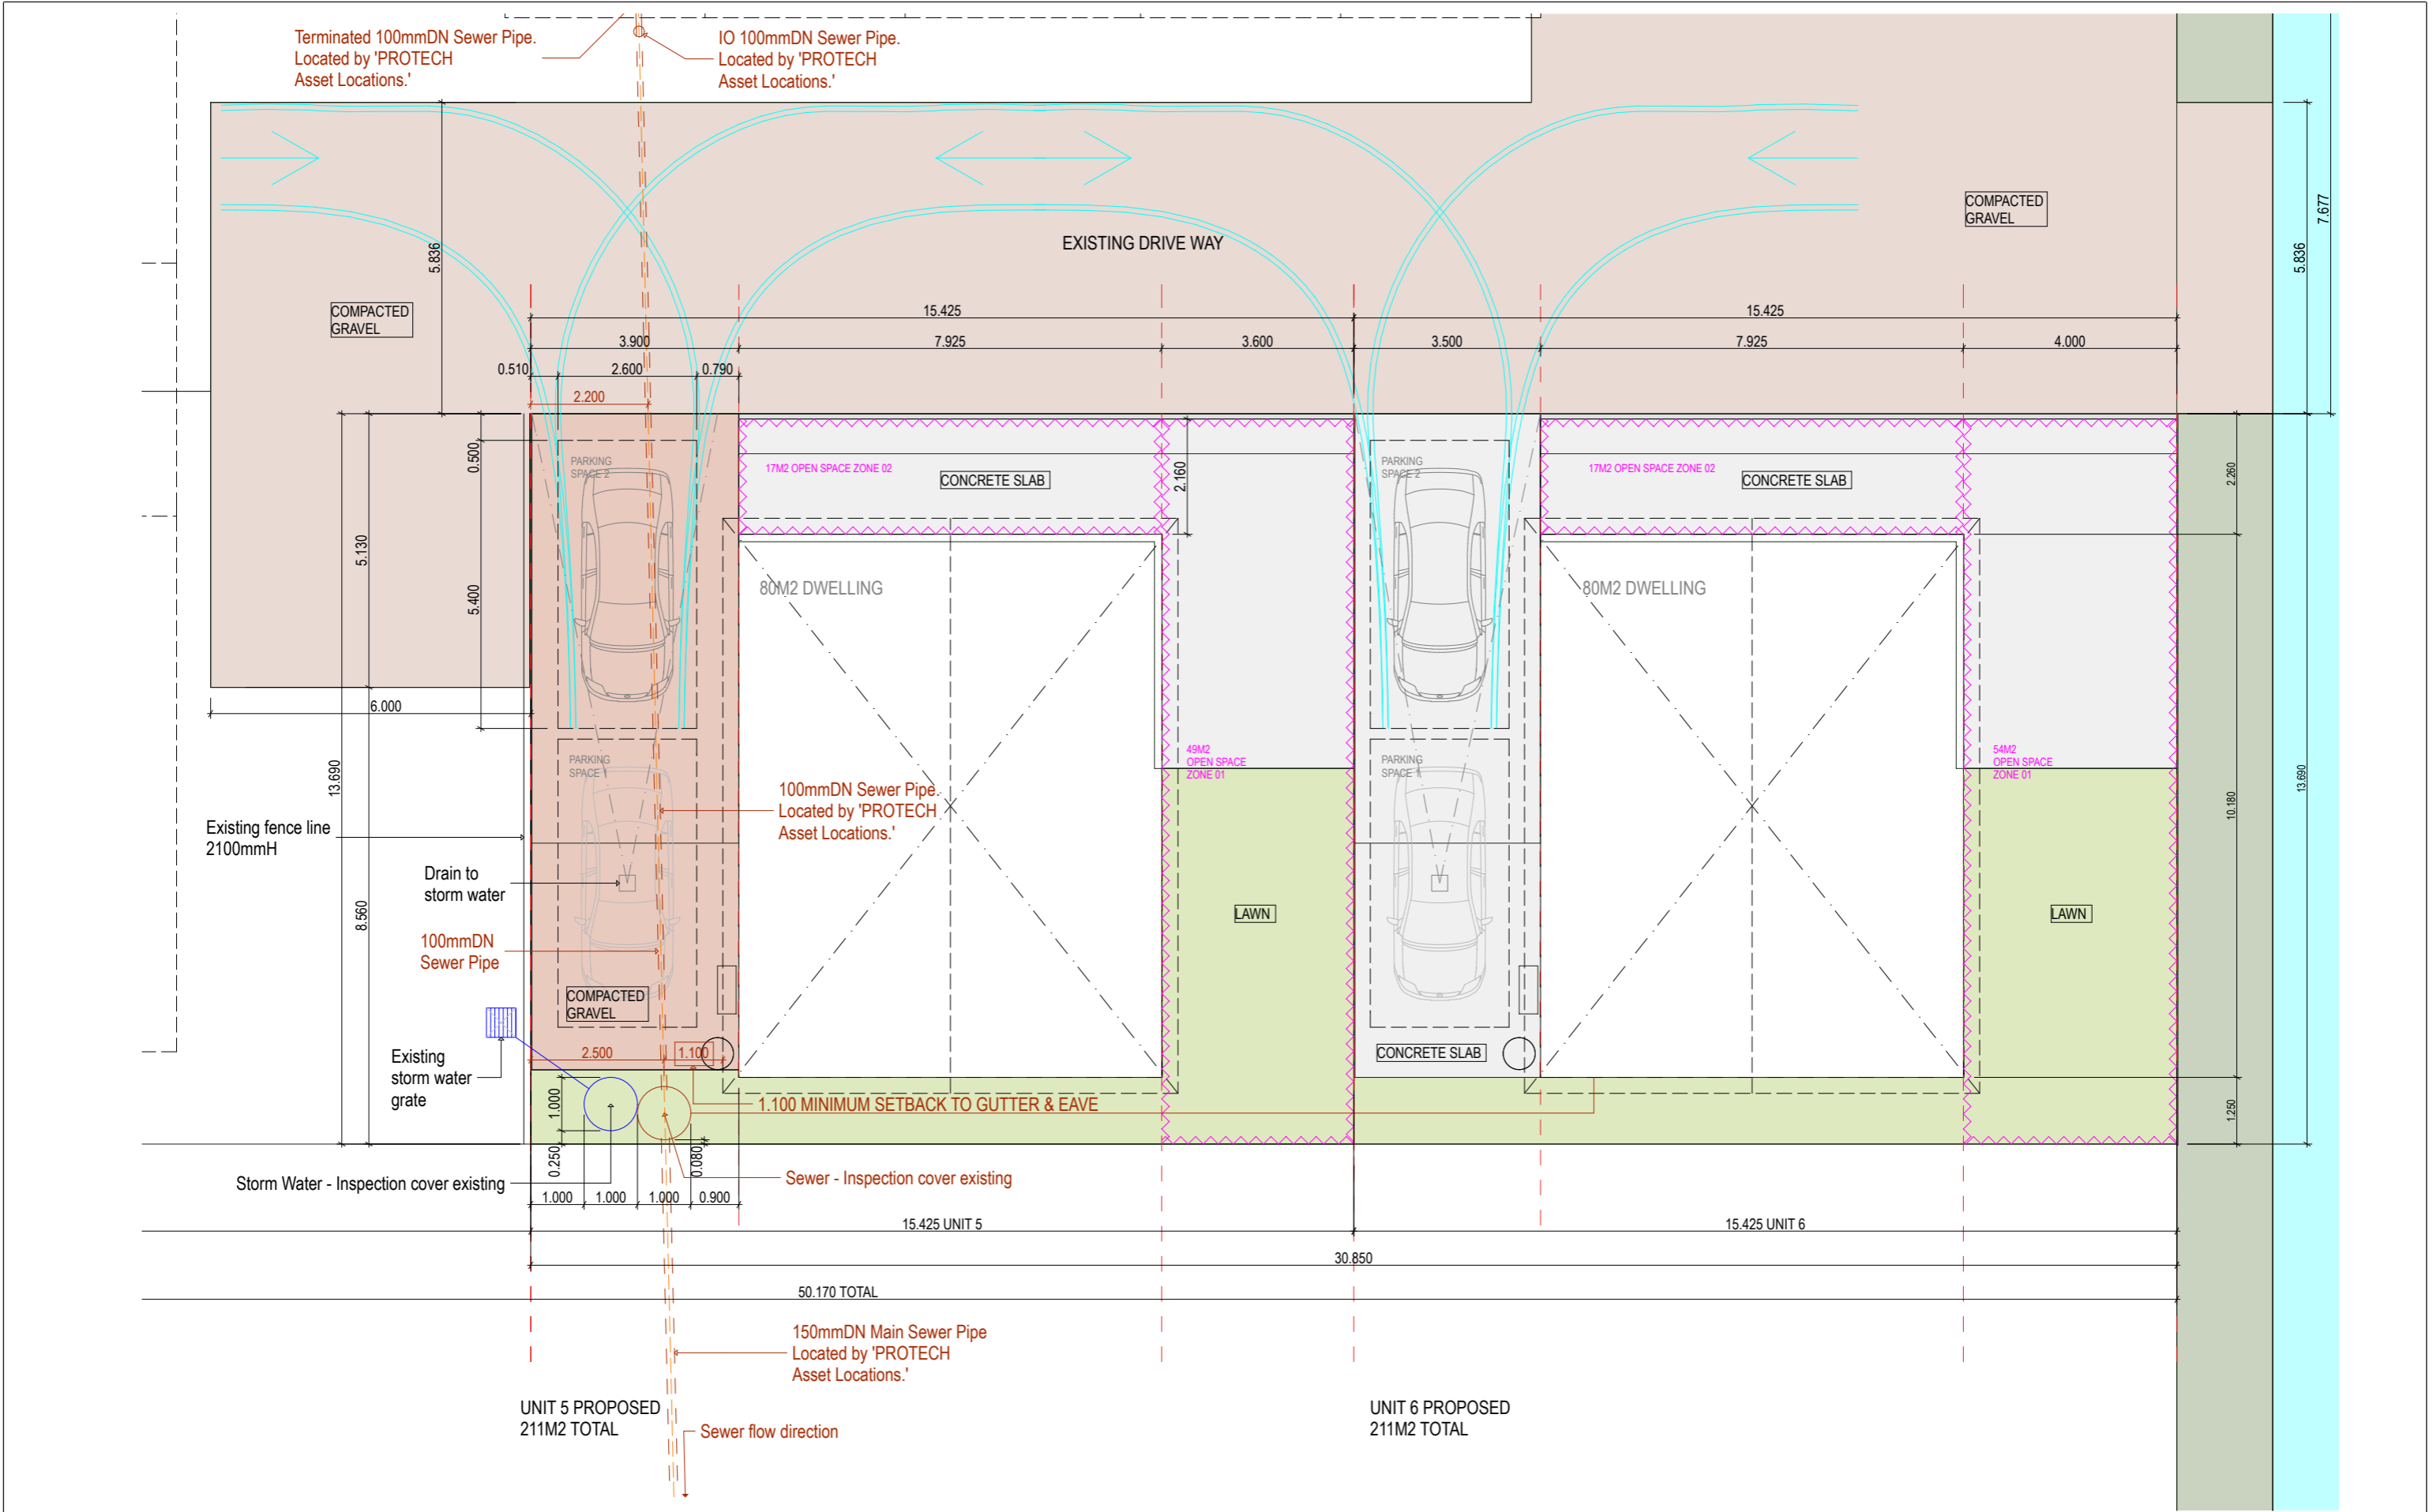 Terminated 100mmDN Sewer Pipe.
Located by 'PROTECH
Asset Locations.'
IO 100mmDN Sewer Pipe.
Located by 'PROTECH
Asset Locations.'
COMPACTED
GRAVEL
7.677
5.836
EXISTING DRIVE WAY
5.836
COMPACTED
GRAVEL
15.425
15.425
3.900
7.925
3.600
3.500
7.925
4.000
0.510
2.600
0.790
2.200
0.500
PARKING
SPACE 2
17M2 OPEN SPACE ZONE 02
CONCRETE SLAB
2.160
PARKING
SPACE 2
17M2 OPEN SPACE ZONE 02
CONCRETE SLAB
2.260
5.130
5.400
80M2 DWELLING
80M2 DWELLING
6.000
13.690
PARKING
SPACE 1
49M2
OPEN SPACE
ZONE 01
PARKING
SPACE 1
54M2
OPEN SPACE
ZONE 01
13.690
10.180
100mmDN Sewer Pipe.
Located by 'PROTECH
Asset Locations.'
Existing fence line
2100mmH
Drain to
storm water
8.560
LAWN
LAWN
100mmDN
Sewer Pipe
COMPACTED
GRAVEL
Existing
storm water
grate
2.500
1.100
CONCRETE SLAB
1.000
1.100 MINIMUM SETBACK TO GUTTER & EAVE
1.250
0.250
0.080
Storm Water - Inspection cover existing
Sewer - Inspection cover existing
1.000
1.000
1.000
0.900
15.425 UNIT 5
15.425 UNIT 6
30.850
50.170 TOTAL
150mmDN Main Sewer Pipe
Located by 'PROTECH
Asset Locations.'
UNIT 5 PROPOSED
211M2 TOTAL
UNIT 6 PROPOSED
211M2 TOTAL
Sewer flow direction